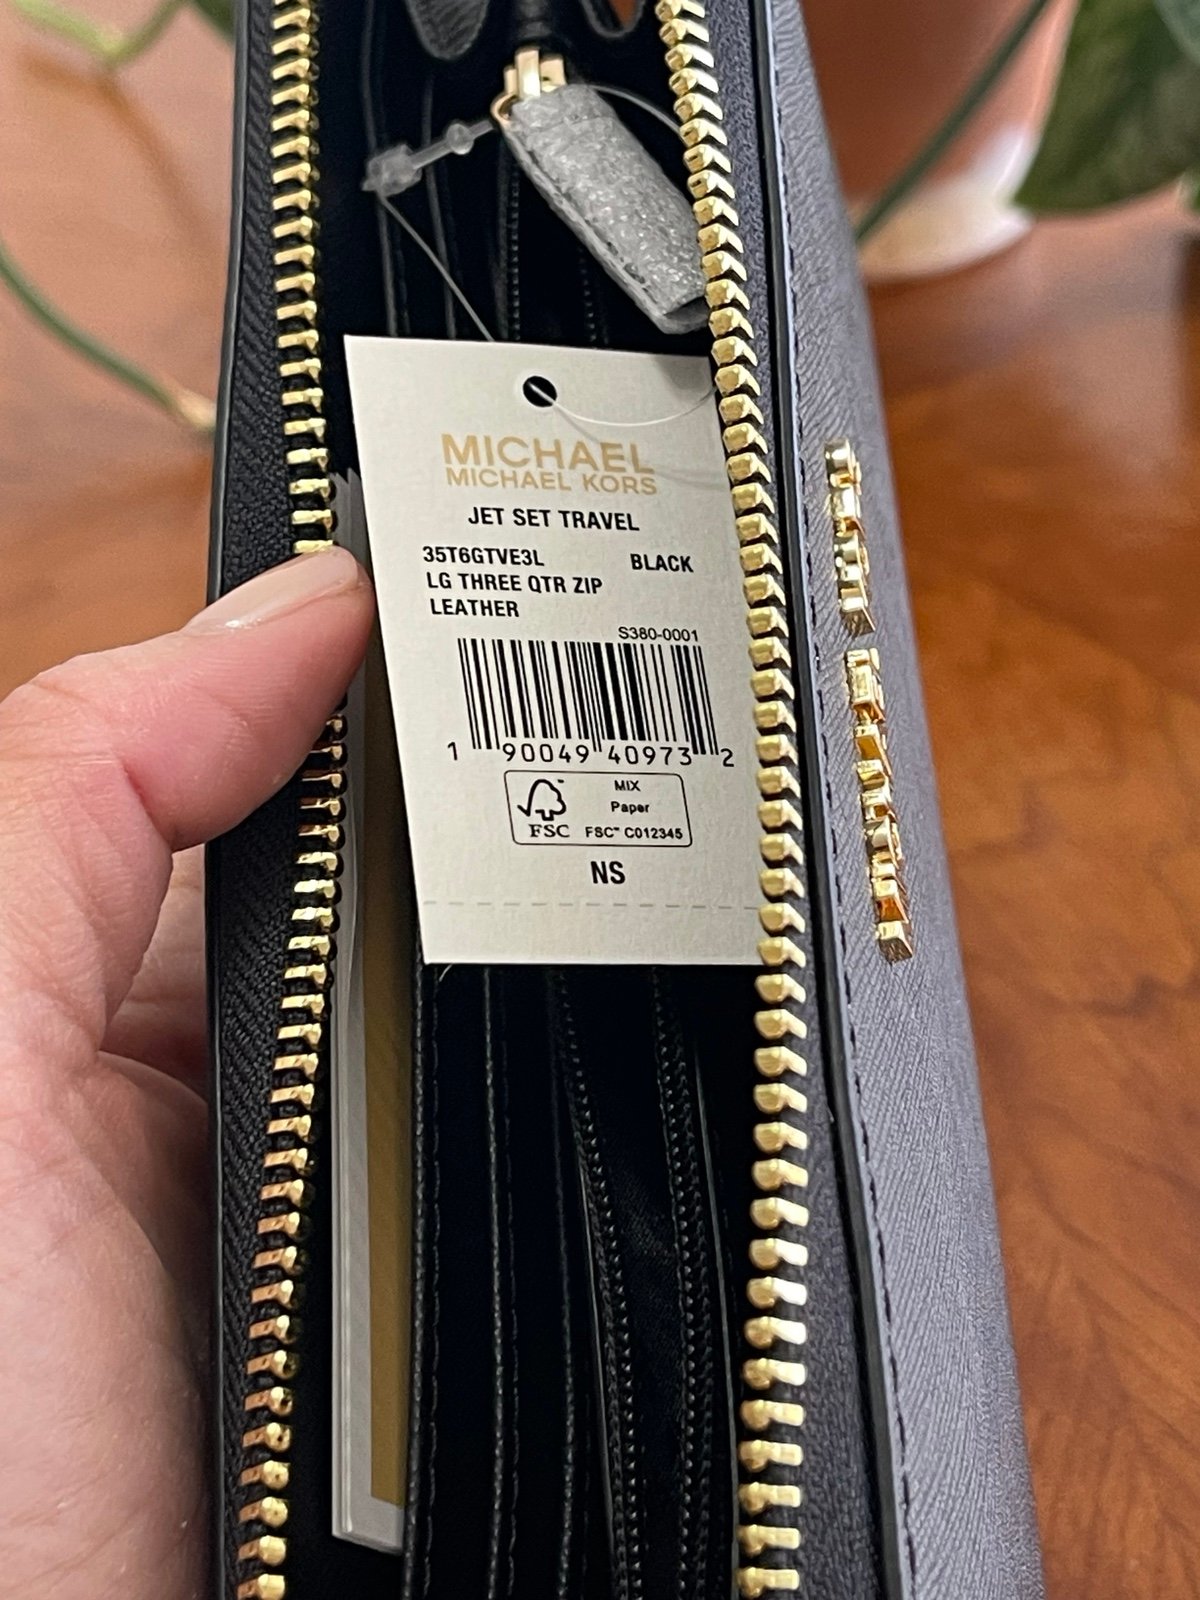 MICHAEL
MICHAEL KORS
JET SET TRAVEL
35T6GTVE3L BLACK
LG THREE QTR ZIP
LEATHER
S380-0001
1 90049 40973 2
MIX
Paper
FSC FSC™ C012345
NS